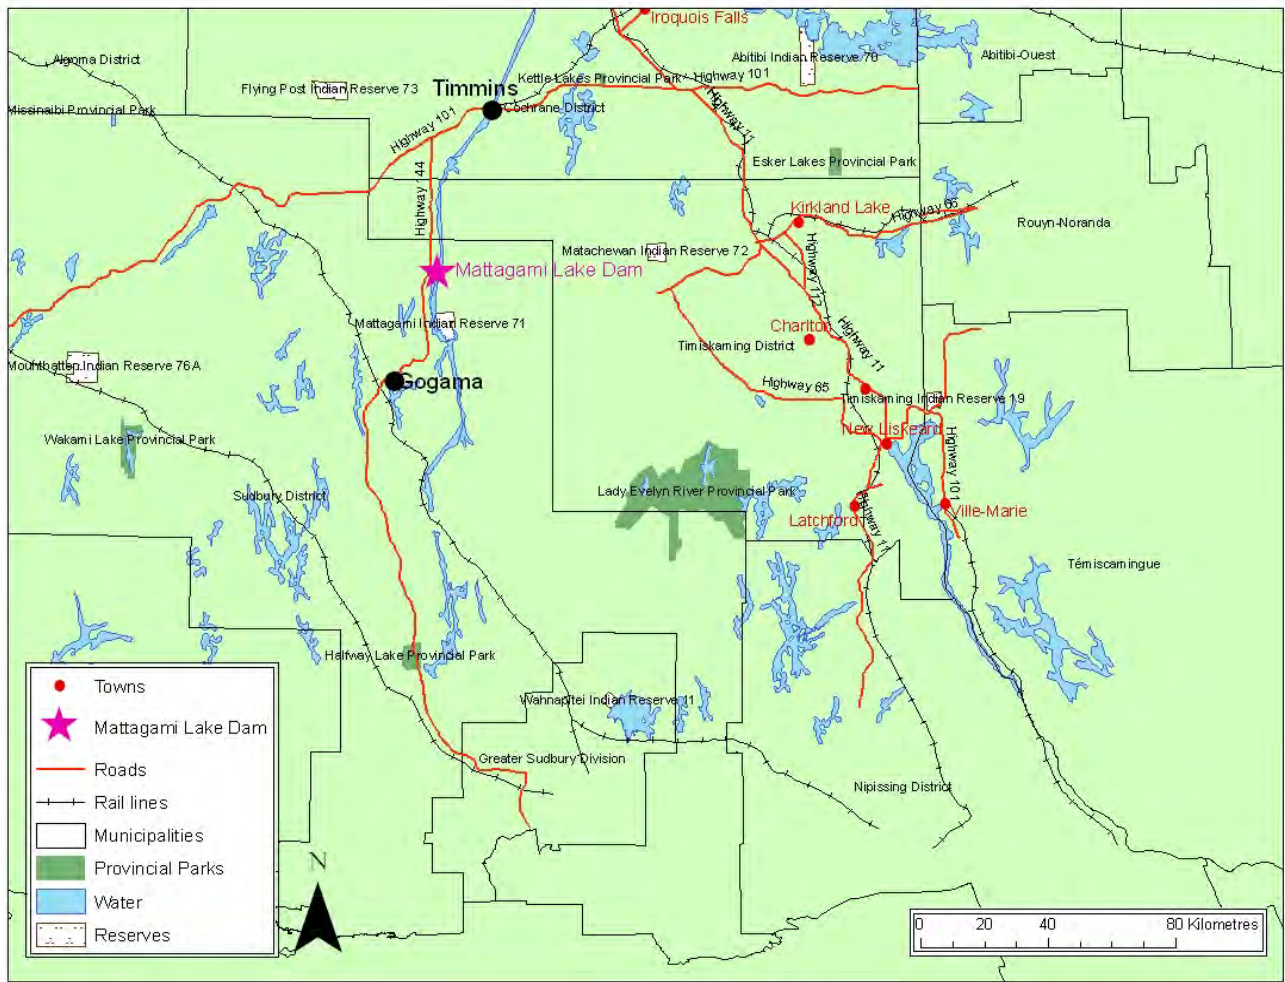 Iroquois Falls
Algoma District
Abitibi Indian Reserve 70
Abitibi-Ouest
Flying Post Indian Reserve 73
Timmins
Kettle Lakes Provincial Park
Highway 101
Missinaibi Provincial Park
Cochrane District
Highway 11
Highway 101
Esker Lakes Provincial Park
Highway 144
Kirkland Lake
Highway 66
Rouyn-Noranda
Matachewan Indian Reserve 72
Highway 112
Mattagami Lake Dam
Mattagami Indian Reserve 71
Charlton
Highway 11
Timiskaming District
Mountbatten Indian Reserve 76A
Gogama
Highway 65
Timiskaming Indian Reserve 19
New Liskeard
Wakami Lake Provincial Park
Highway 101
Sudbury District
Lady Evelyn River Provincial Park
Latchford
Highway 11
Ville-Marie
Témiscamingue
Halfway Lake Provincial Park
Wahnapitei Indian Reserve 11
Greater Sudbury Division
Nipissing District
Towns
Mattagami Lake Dam
Roads
Rail lines
Municipalities
Provincial Parks
Water
Reserves
N
0 20 40 80 Kilometres